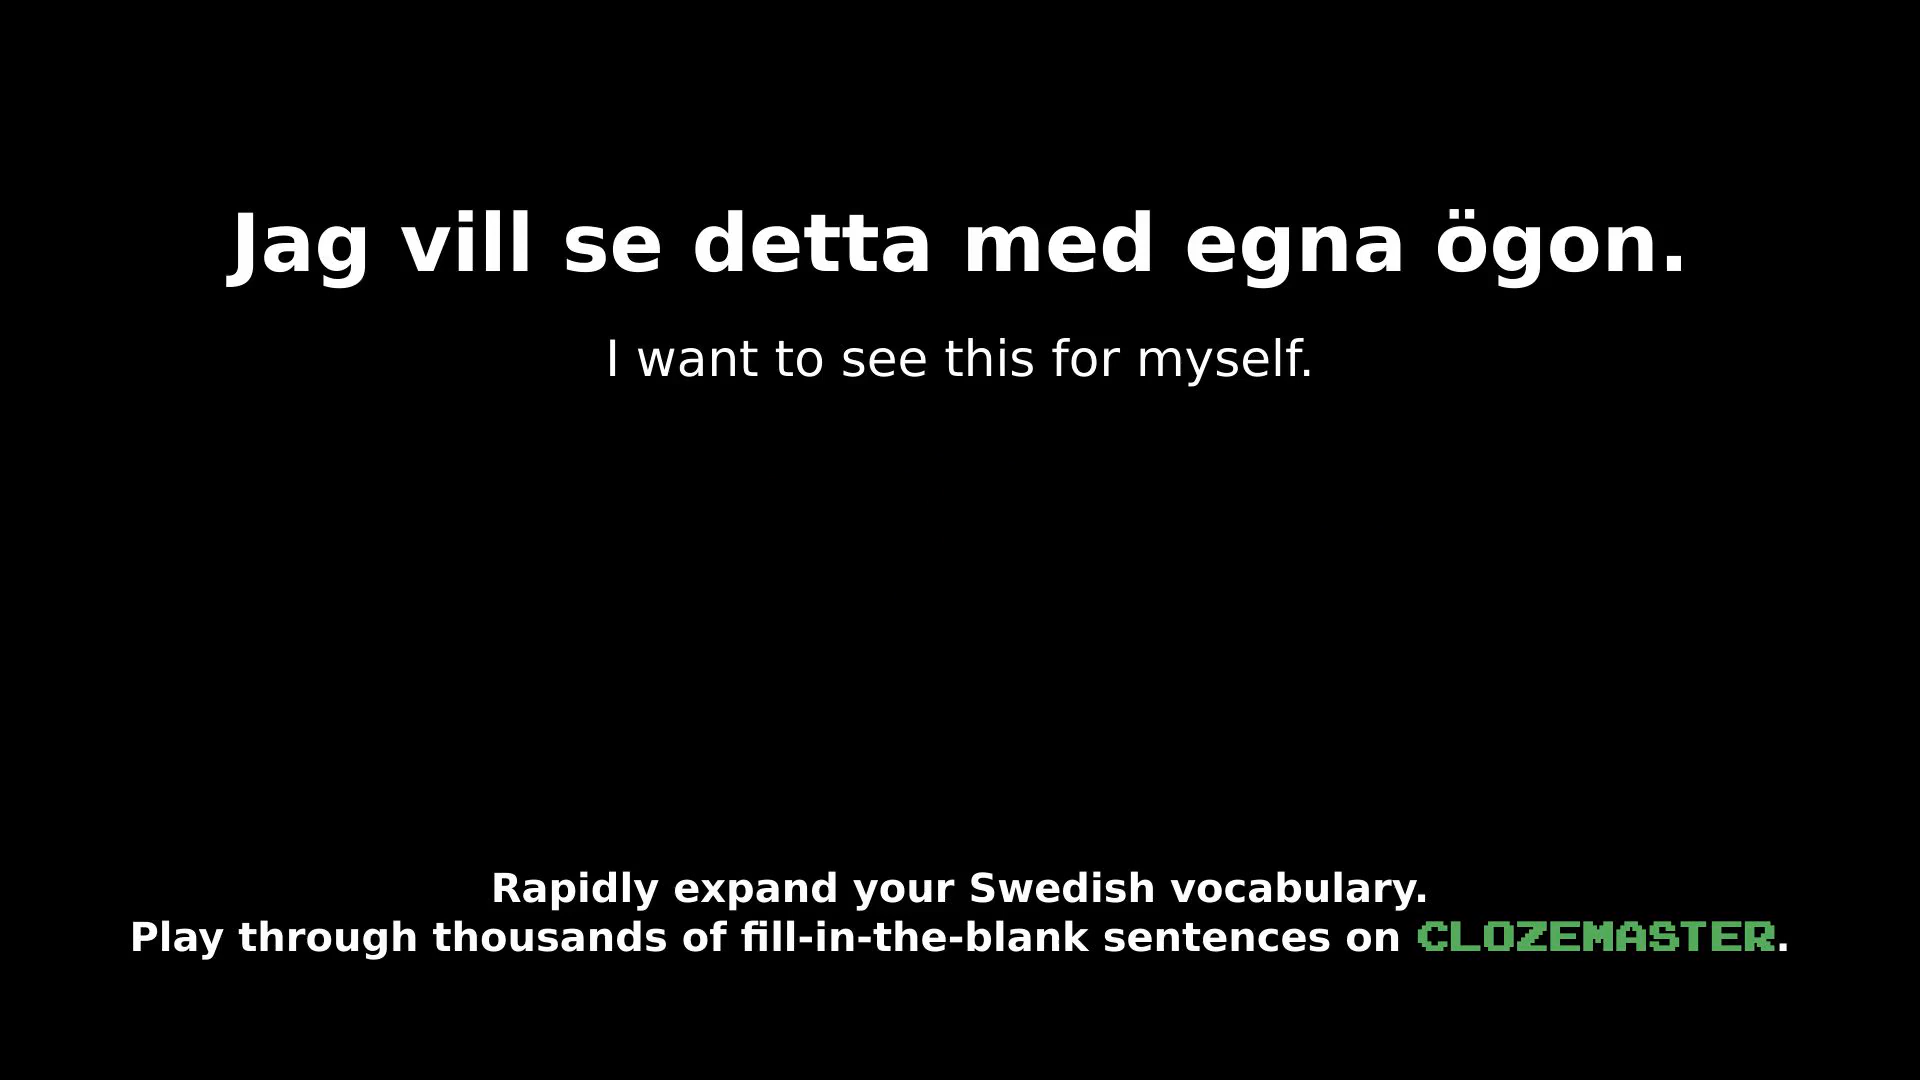 Jag vill se detta med egna ögon.
I want to see this for myself.
Rapidly expand your Swedish vocabulary.
Play through thousands of fill-in-the-blank sentences on CLOZEMASTER.